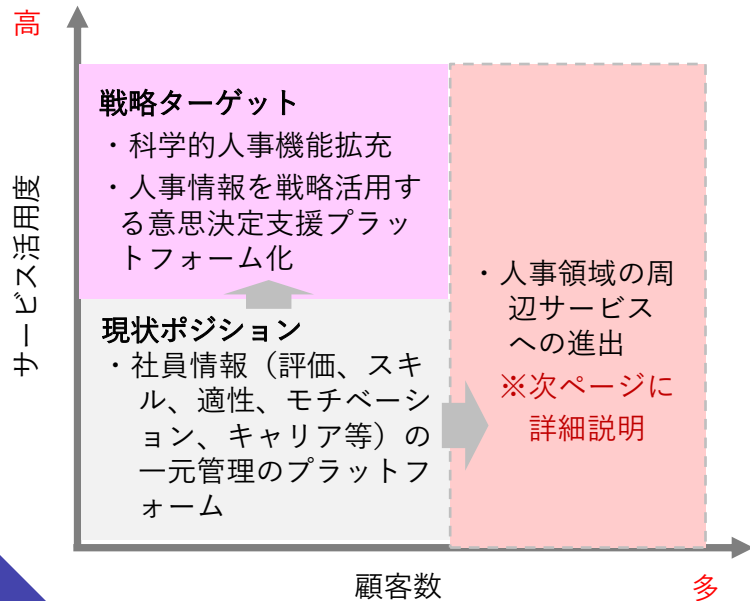 高
サービス活用度
戦略ターゲット
・科学的人事機能拡充
・人事情報を戦略活用す
る意思決定支援プラッ
トフォーム化
現状ポジション
・社員情報（評価、スキ
ル、適性、モチベーシ
ョン、キャリア等）の
一元管理のプラットフ
ォーム
・人事領域の周
辺サービス
への進出
※次ページに
詳細説明
顧客数
多